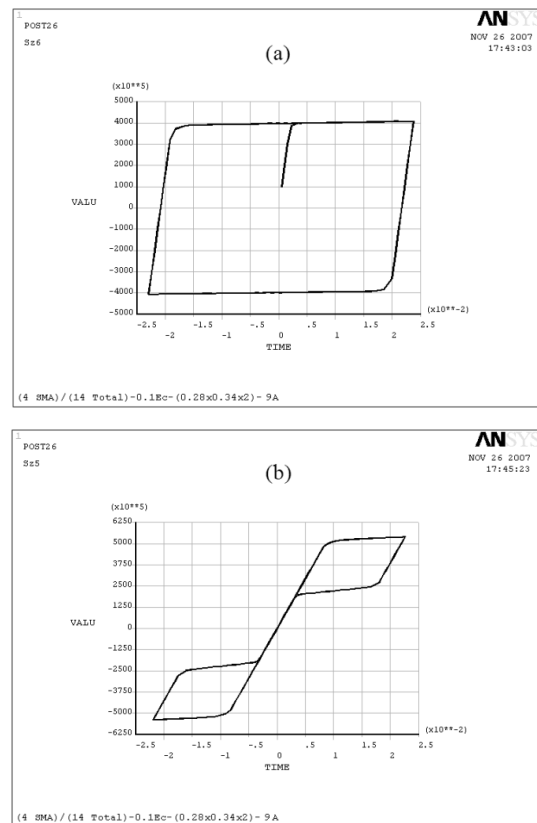 1
POST26
Sz6
(a)
ANSYS
NOV 26 2007
17:43:03
(x10**5)
5000
4000
3000
2000
1000
0
-1000
-2000
-3000
-4000
-5000
VALU
(x10**-2)
-2.5 -1.5 -.5 .5 1.5 2.5
-2 -1 0 1 2
TIME
(4 SMA)/(14 Total)-0.1Ec-(0.28x0.34x2)- 9A
1
POST26
Sz5
(b)
ANSYS
NOV 26 2007
17:45:23
(x10**5)
6250
5000
3750
2500
1250
0
-1250
-2500
-3750
-5000
-6250
VALU
(x10**-2)
-2.5 -1.5 -.5 .5 1.5 2.5
-2 -1 0 1 2
TIME
(4 SMA)/(14 Total)-0.1Ec-(0.28x0.34x2)- 9A